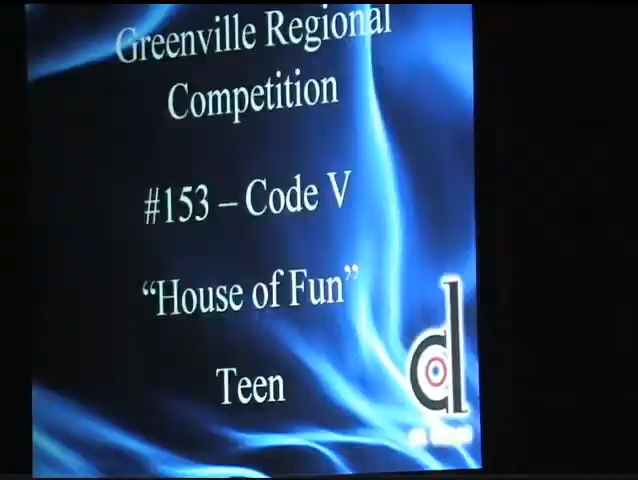 Greenville Regional
Competition
#153 – Code V
“House of Fun”
Teen
d